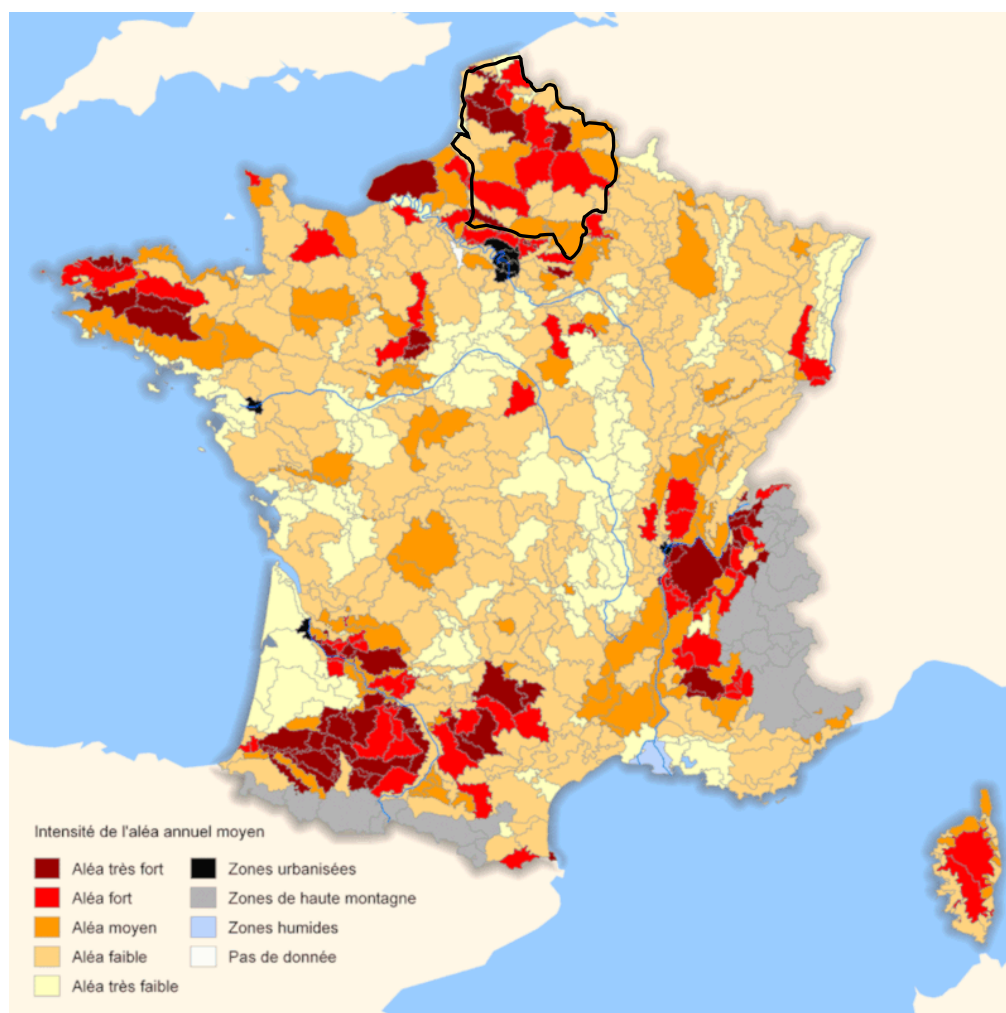 Intensité de l'aléa annuel moyen
Aléa très fort
Aléa fort
Aléa moyen
Aléa faible
Aléa très faible
Zones urbanisées
Zones de haute montagne
Zones humides
Pas de donnée